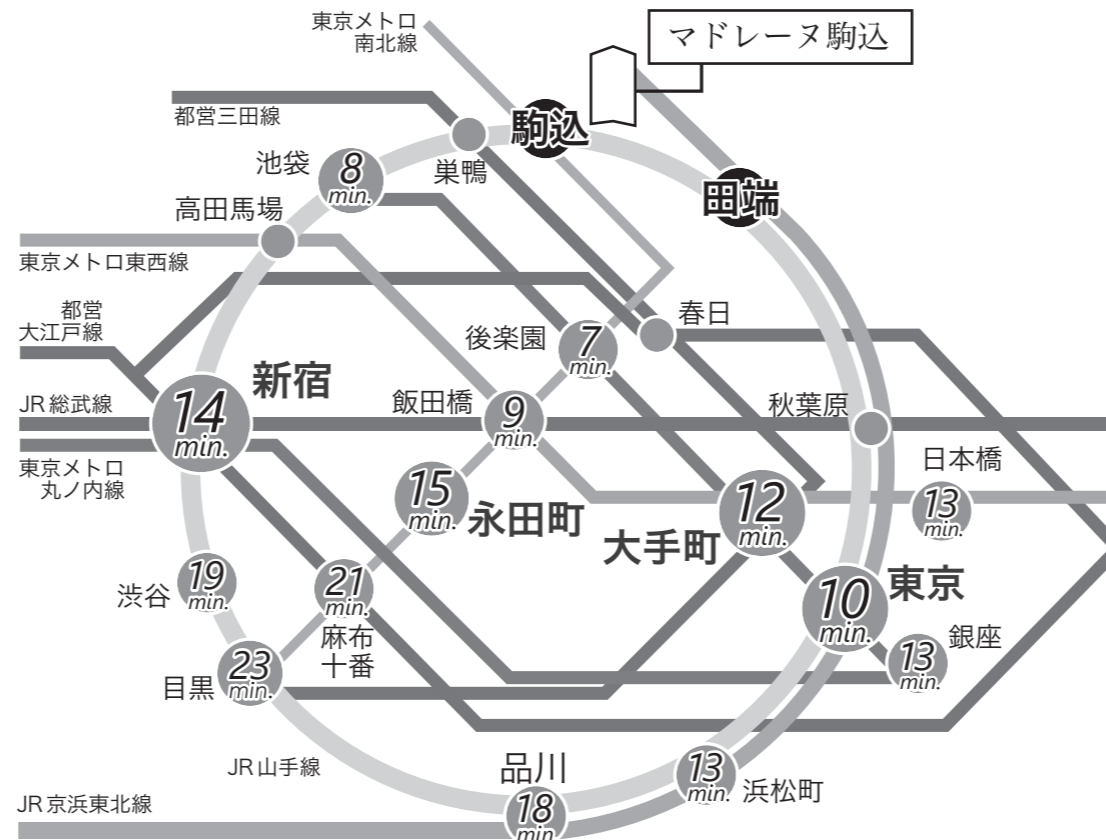 東京メトロ
南北線
マドレーヌ駒込
都営三田線
駒込
池袋
8
min.
巣鴨
田端
高田馬場
東京メトロ東西線
都営
大江戸線
春日
後楽園
7
min.
新宿
JR総武線
14
min.
飯田橋
9
min.
秋葉原
東京メトロ
丸ノ内線
日本橋
13
min.
15
min.
永田町
大手町
12
min.
渋谷
19
min.
21
min.
麻布
十番
10
min.
東京
銀座
13
min.
目黒
23
min.
JR山手線
品川
18
min.
13
min.
浜松町
JR京浜東北線